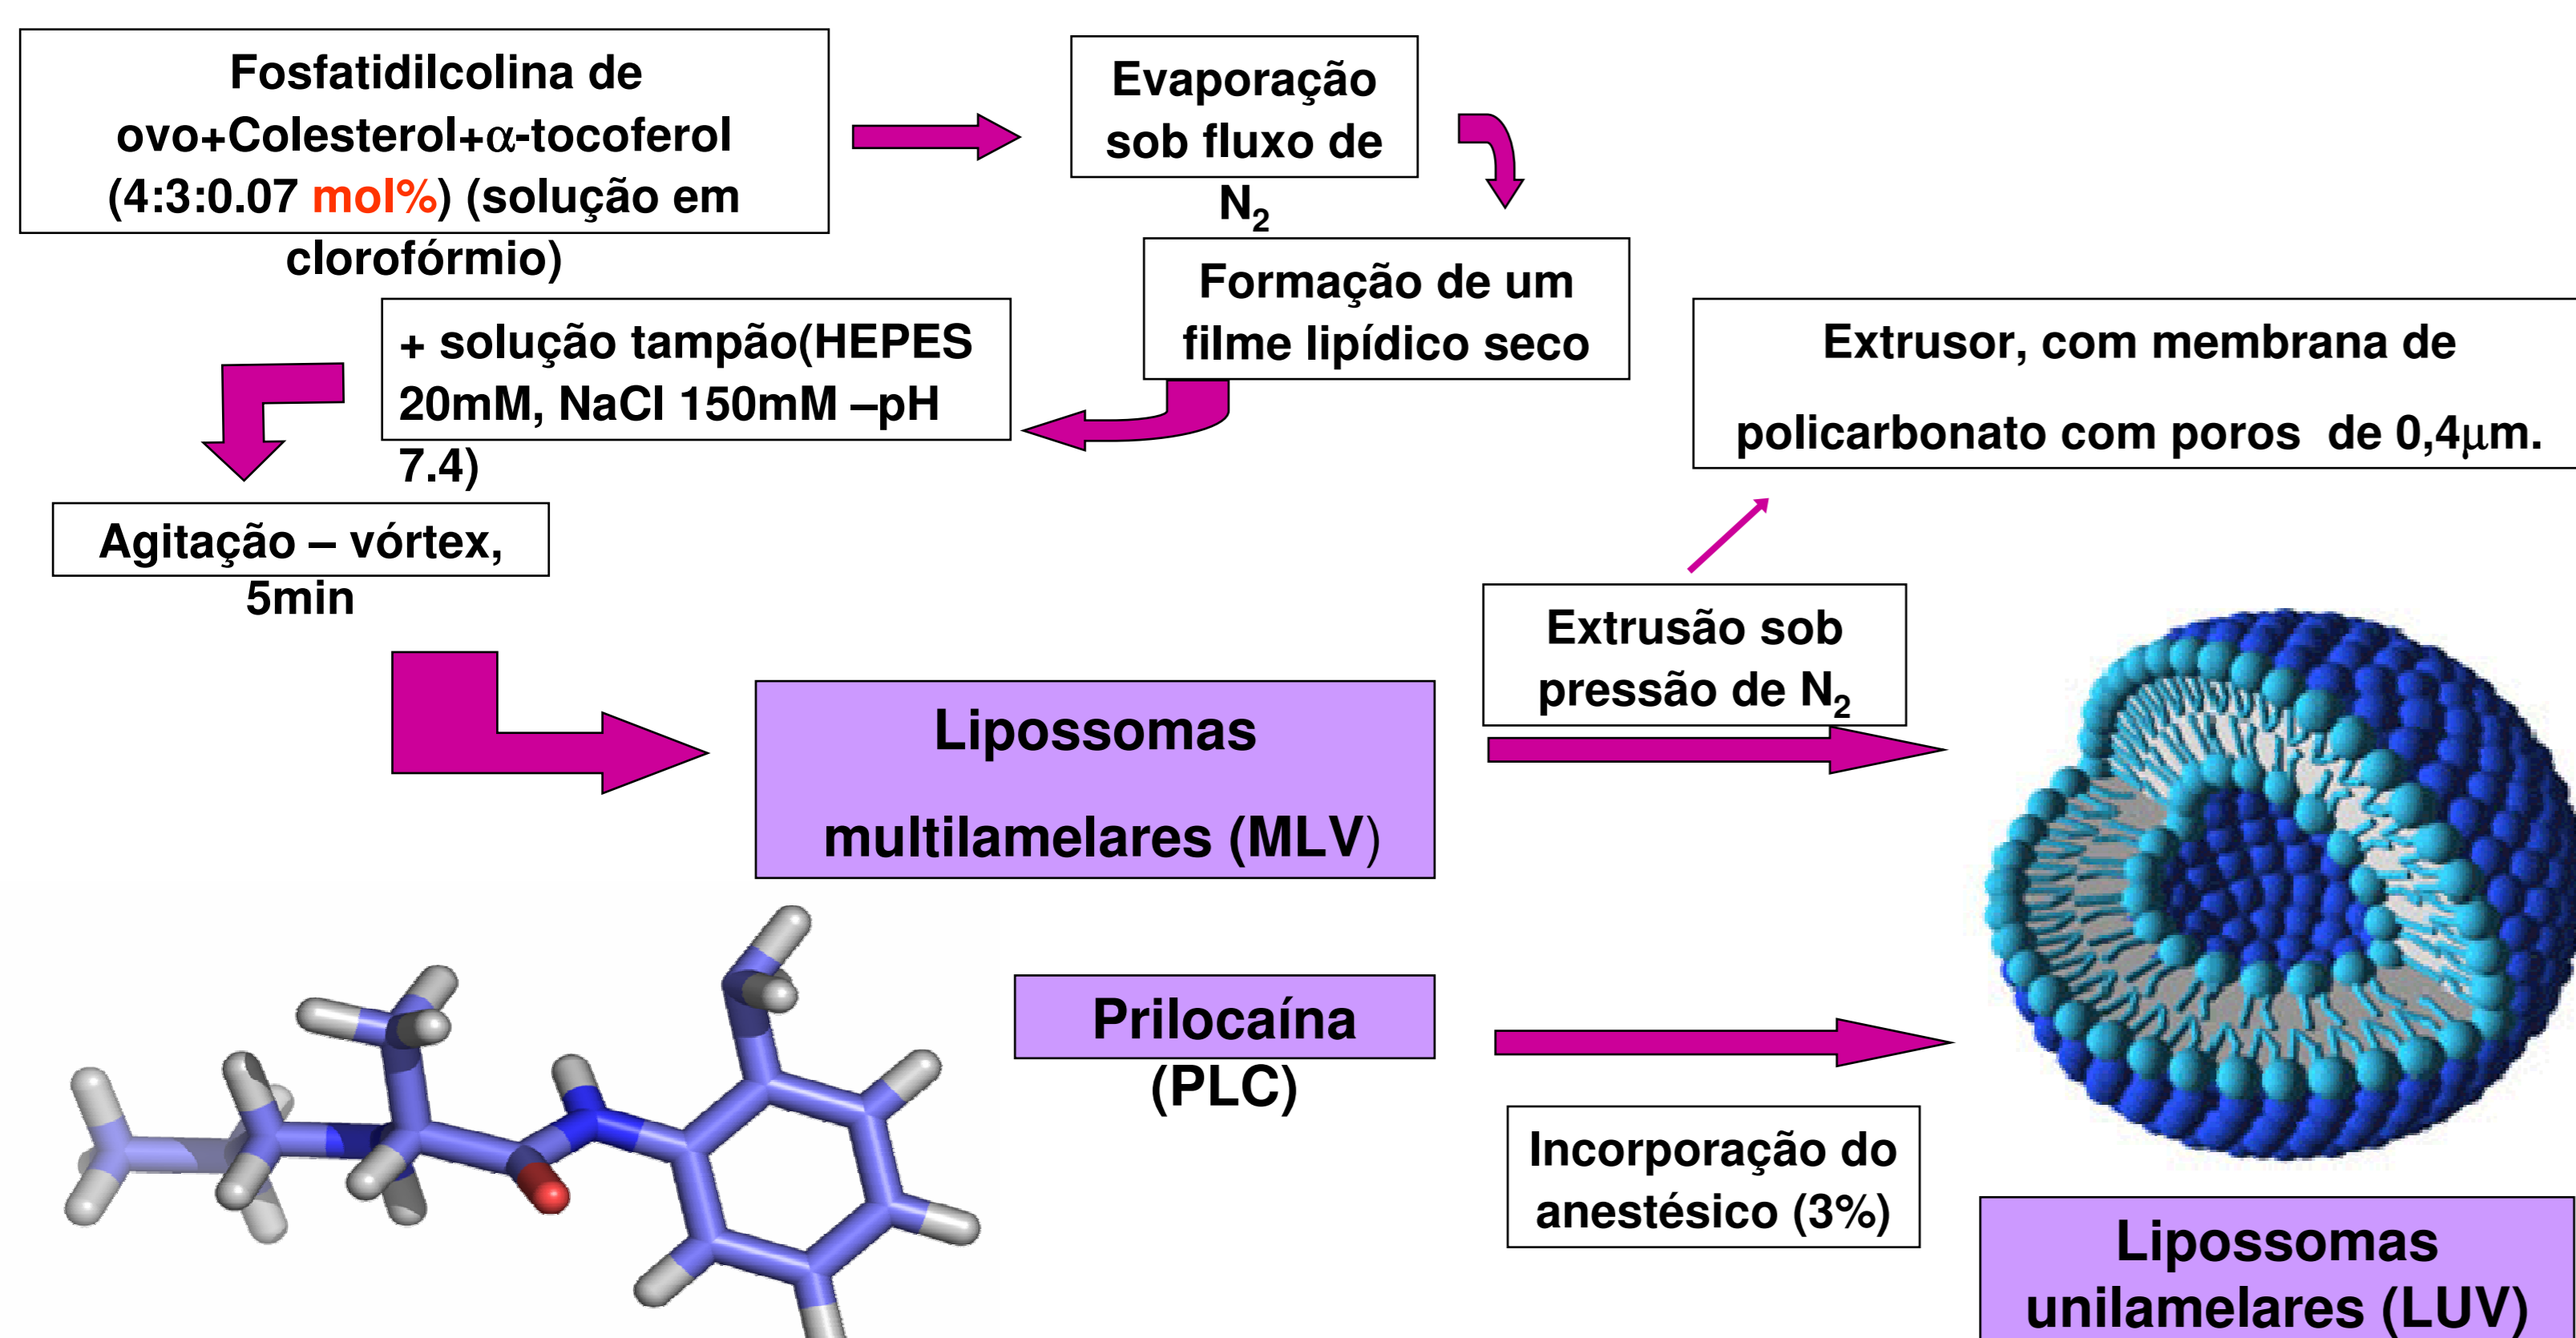 Fosfatidilcolina de
ovo+Colesterol+α-tocoferol
(4:3:0.07 mol%) (solução em
clorofórmio)
Evaporação
sob fluxo de
N₂
Formação de um
filme lipídico seco
+ solução tampão(HEPES
20mM, NaCl 150mM –pH
7.4)
Extrusor, com membrana de
policarbonato com poros de 0,4μm.
Agitação – vórtex,
5min
Extrusão sob
pressão de N₂
Lipossomas
multilamelares (MLV)
Prilocaína
(PLC)
Incorporação do
anestésico (3%)
Lipossomas
unilamelares (LUV)